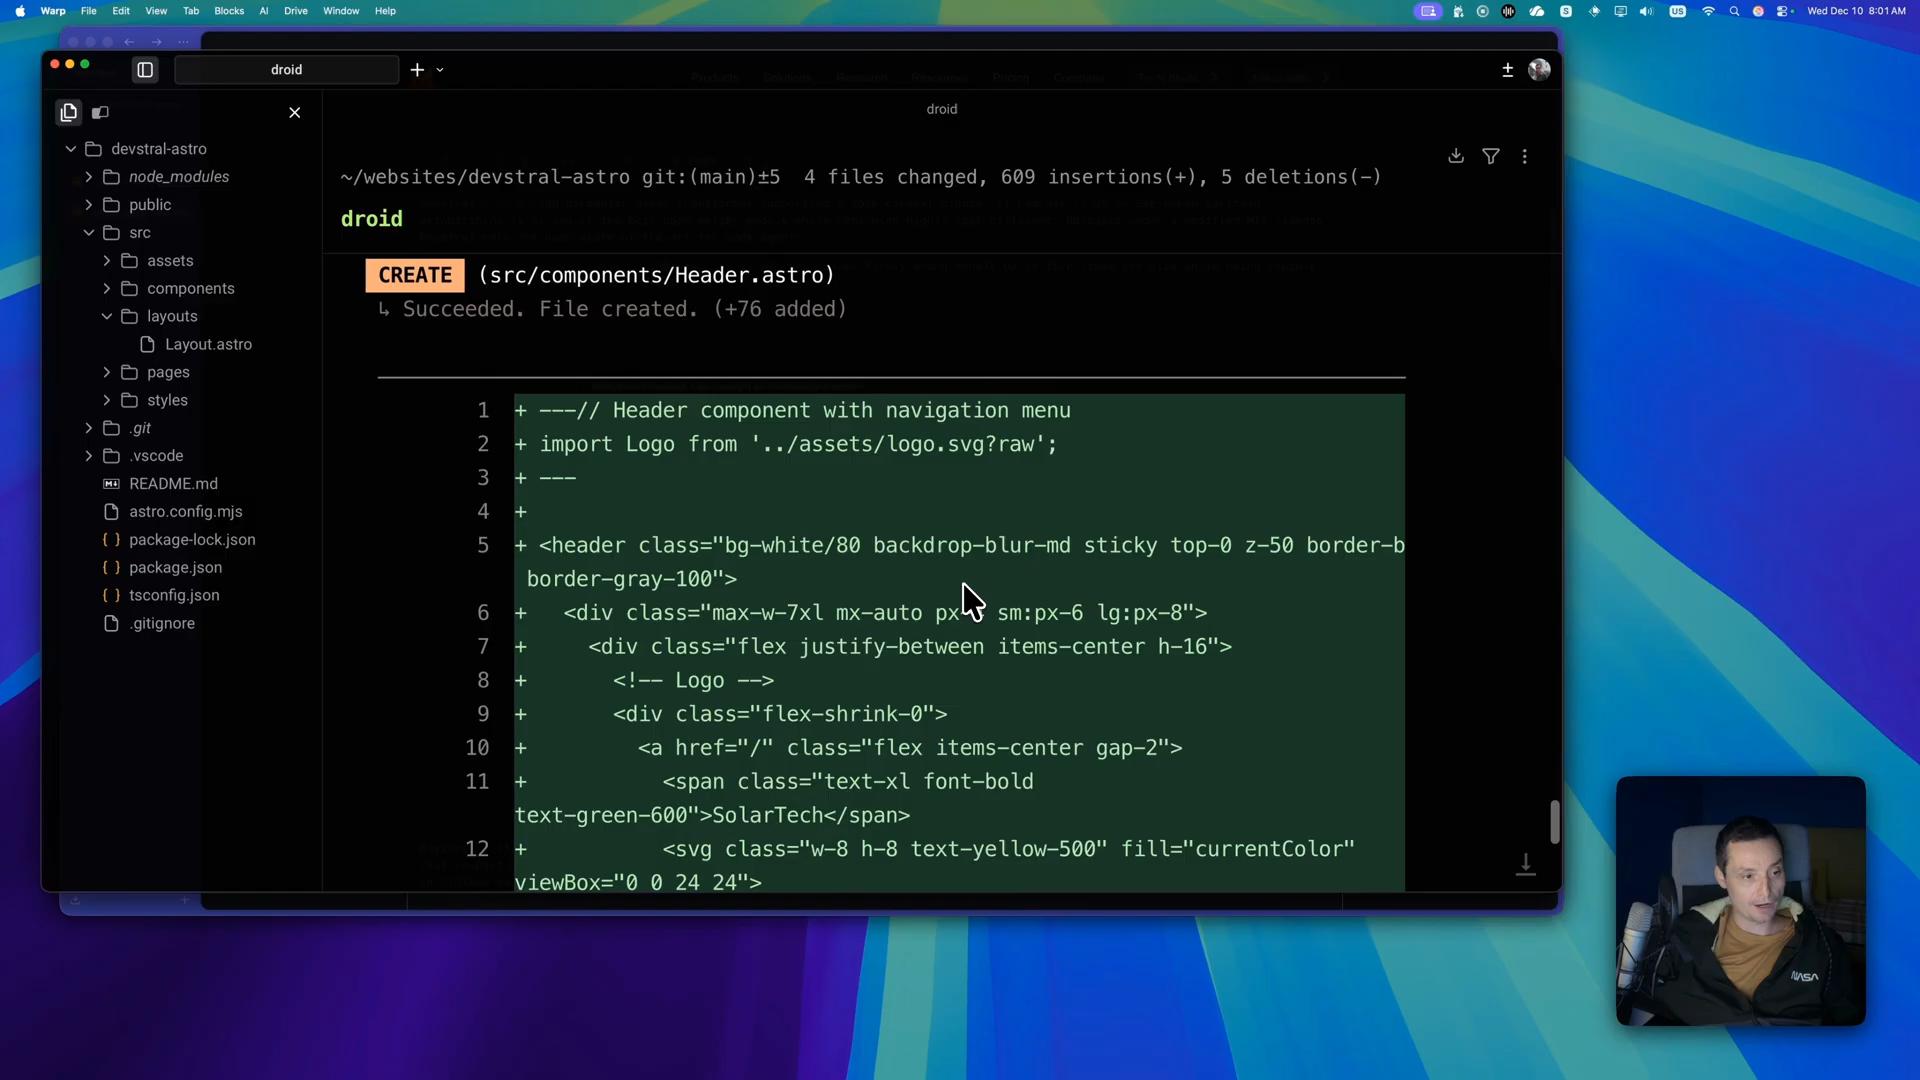 Warp File Edit View Tab Blocks AI Drive Window Help
US Wed Dec 10 8:01 AM
droid
droid
devstral-astro
node_modules
public
src
assets
components
layouts
Layout.astro
pages
styles
.git
.vscode
README.md
astro.config.mjs
package-lock.json
package.json
tsconfig.json
.gitignore
~/websites/devstral-astro git:(main)±5 4 files changed, 609 insertions(+), 5 deletions(-)
droid
CREATE (src/components/Header.astro)
↳ Succeeded. File created. (+76 added)
1 + ---// Header component with navigation menu
2 + import Logo from '../assets/logo.svg?raw';
3 + ---
4 +
5 + <header class="bg-white/80 backdrop-blur-md sticky top-0 z-50 border-b
border-gray-100">
6 + <div class="max-w-7xl mx-auto sm:px-6 lg:px-8">
7 + <div class="flex justify-between items-center h-16">
8 + <!-- Logo -->
9 + <div class="flex-shrink-0">
10 + <a href="/" class="flex items-center gap-2">
11 + <span class="text-xl font-bold
text-green-600">SolarTech</span>
12 + <svg class="w-8 h-8 text-yellow-500" fill="currentColor"
viewBox="0 0 24 24">
NASA